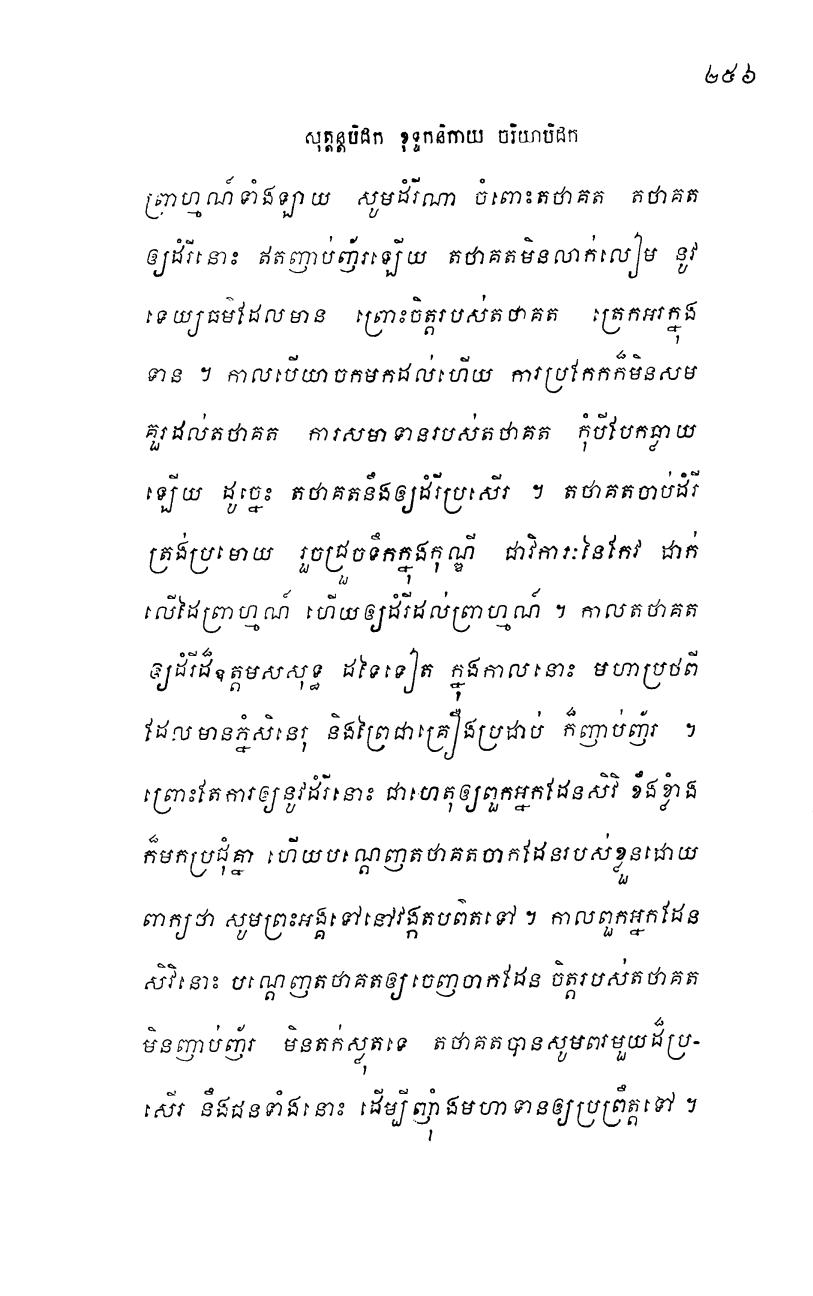 ២៥៦
សុត្តន្តបិដក ខុទ្ទកនិកាយ ចរិយាបិដក
ព្រាហ្មណ៍ទាំងឡាយ សូមដំរីណា ចំពោះតថាគត តថាគត
ឲ្យដំរីនោះ ឥតញាប់ញ័រឡើយ តថាគតមិនលាក់លៀម នូវ
ទេយ្យធម៌ដែលមាន ព្រោះចិត្តរបស់តថាគត ត្រេកអរក្នុង
ទាន ។ កាលបើយាចកមកដល់ហើយ ការប្រកែកក៏មិនសម
គួរដល់តថាគត ការសមាទានរបស់តថាគត កុំបីបែកធ្លាយ
ឡើយ ដូច្នេះ តថាគតនឹងឲ្យដំរីប្រសើរ ។ តថាគតចាប់ដំរី
ត្រង់ប្រមោយ រួចជ្រួចទឹកក្នុងកុណ្ឌី ជាវិការៈនៃកែវ ដាក់
លើដៃព្រាហ្មណ៍ ហើយឲ្យដំរីដល់ព្រាហ្មណ៍ ។ កាលតថាគត
ឲ្យដំរីដ៏ឧត្តមសសុទ្ធ ដទៃទៀត ក្នុងកាលនោះ មហាប្រថពី
ដែលមានភ្នំសិនេរុ និងព្រៃជាគ្រឿងប្រដាប់ ក៏ញាប់ញ័រ ។
ព្រោះតែការឲ្យនូវដំរីនោះ ជាហេតុឲ្យពួកអ្នកដែនសិវិ ខឹងខ្លាំង
ក៏មកប្រជុំគ្នា ហើយបណ្តេញតថាគតចាកដែនរបស់ខ្លួនដោយ
ពាក្យថា សូមព្រះអង្គទៅនៅវង្កតបព៌តទៅ ។ កាលពួកអ្នកដែន
សិវិនោះ បណ្តេញតថាគតឲ្យចេញចាកដែន ចិត្តរបស់តថាគត
មិនញាប់ញ័រ មិនតក់ស្លុតទេ តថាគតបានសូមពរមួយដ៏ប្រ-
សើរ នឹងជនទាំងនោះ ដើម្បីញ៉ាំងមហាទានឲ្យប្រព្រឹត្តទៅ ។